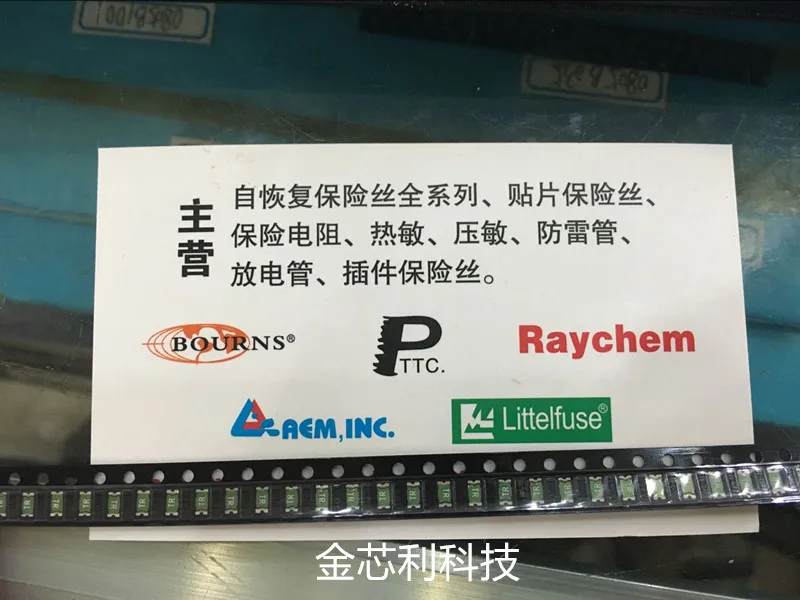 主营
自恢复保险丝全系列、贴片保险丝、
保险电阻、热敏、压敏、防雷管、
放电管、插件保险丝。
BOURNS®
P
TTC.
Raychem
AEM,INC.
Littelfuse®
金芯利科技